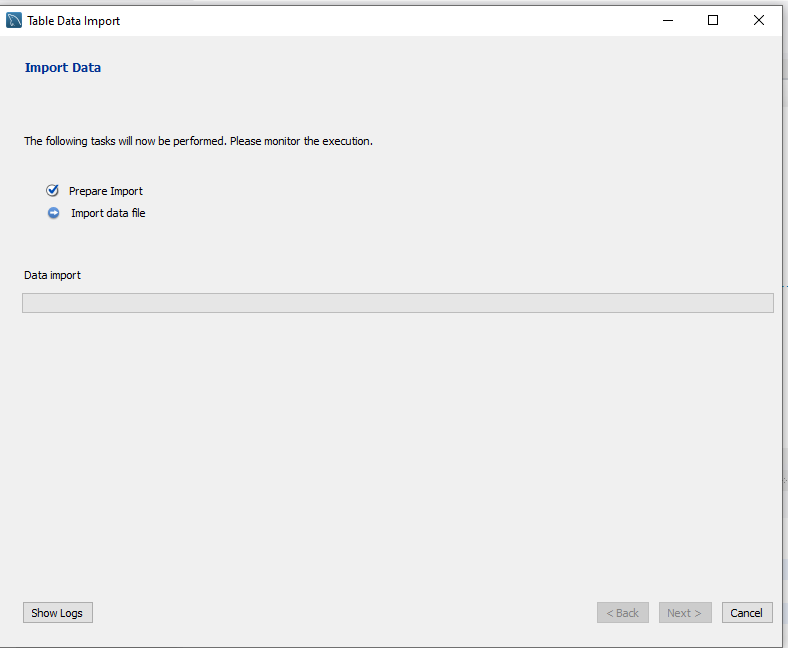 Table Data Import
Import Data
The following tasks will now be performed. Please monitor the execution.
Prepare Import
Import data file
Data import
Show Logs
< Back
Next >
Cancel